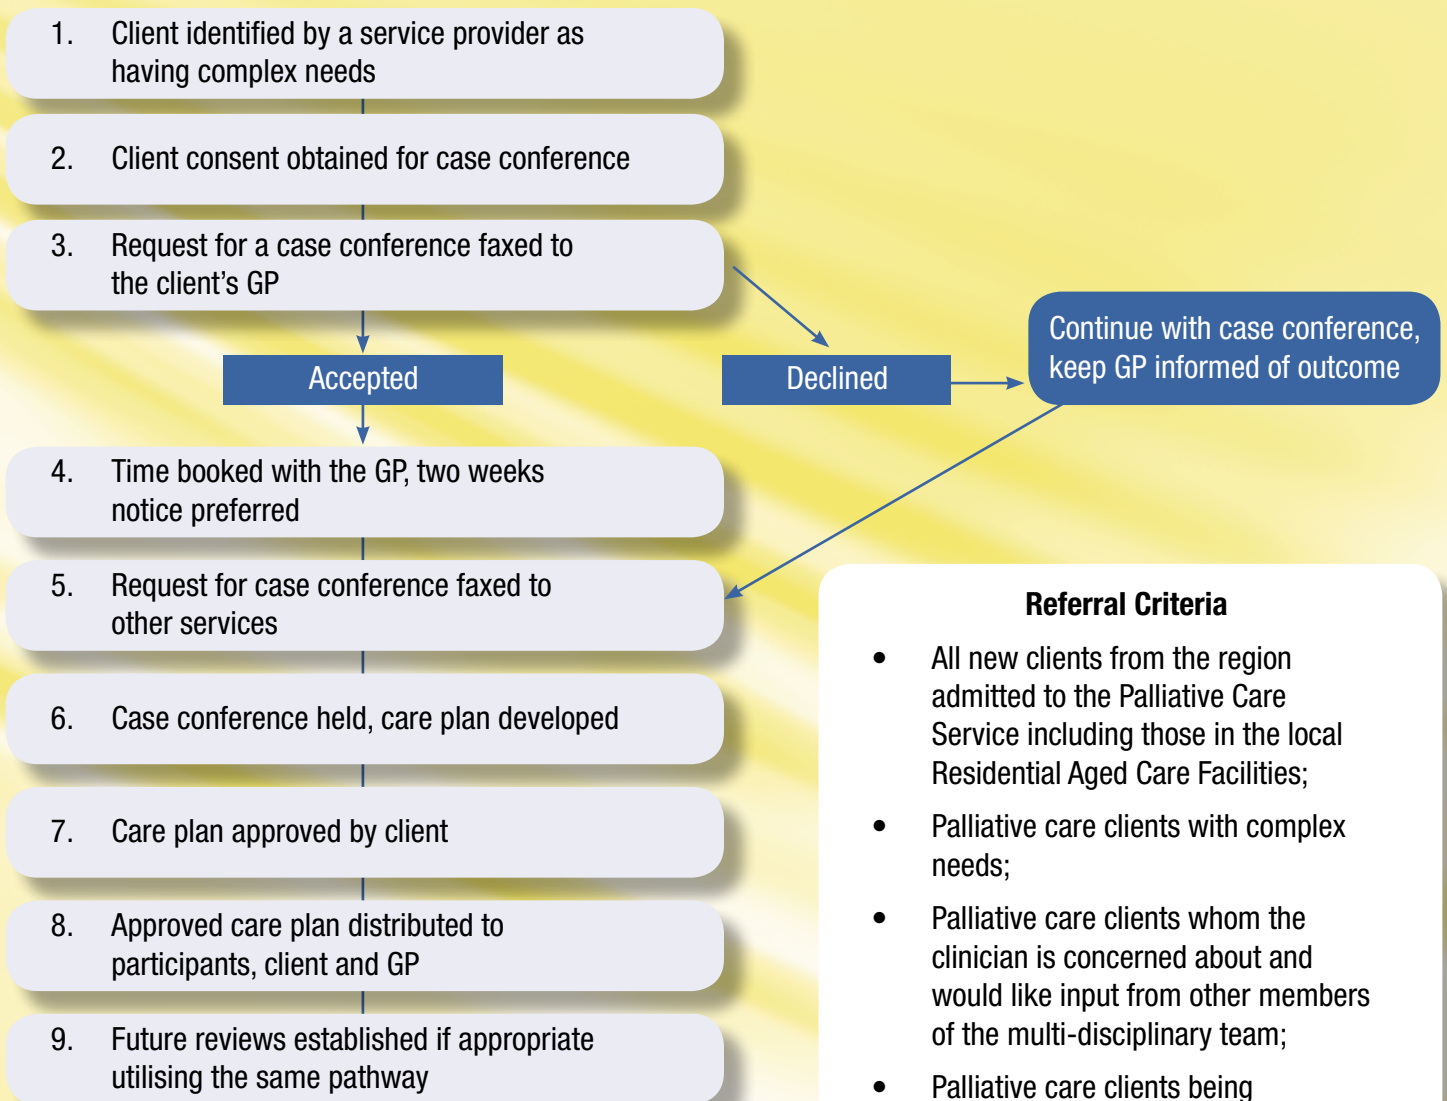 1. Client identified by a service provider as
having complex needs
2. Client consent obtained for case conference
3. Request for a case conference faxed to
the client's GP
Accepted
Declined
Continue with case conference,
keep GP informed of outcome
4. Time booked with the GP, two weeks
notice preferred
5. Request for case conference faxed to
other services
6. Case conference held, care plan developed
7. Care plan approved by client
8. Approved care plan distributed to
participants, client and GP
9. Future reviews established if appropriate
utilising the same pathway
Referral Criteria
• All new clients from the region
admitted to the Palliative Care
Service including those in the local
Residential Aged Care Facilities;
• Palliative care clients with complex
needs;
• Palliative care clients whom the
clinician is concerned about and
would like input from other members
of the multi-disciplinary team;
• Palliative care clients being